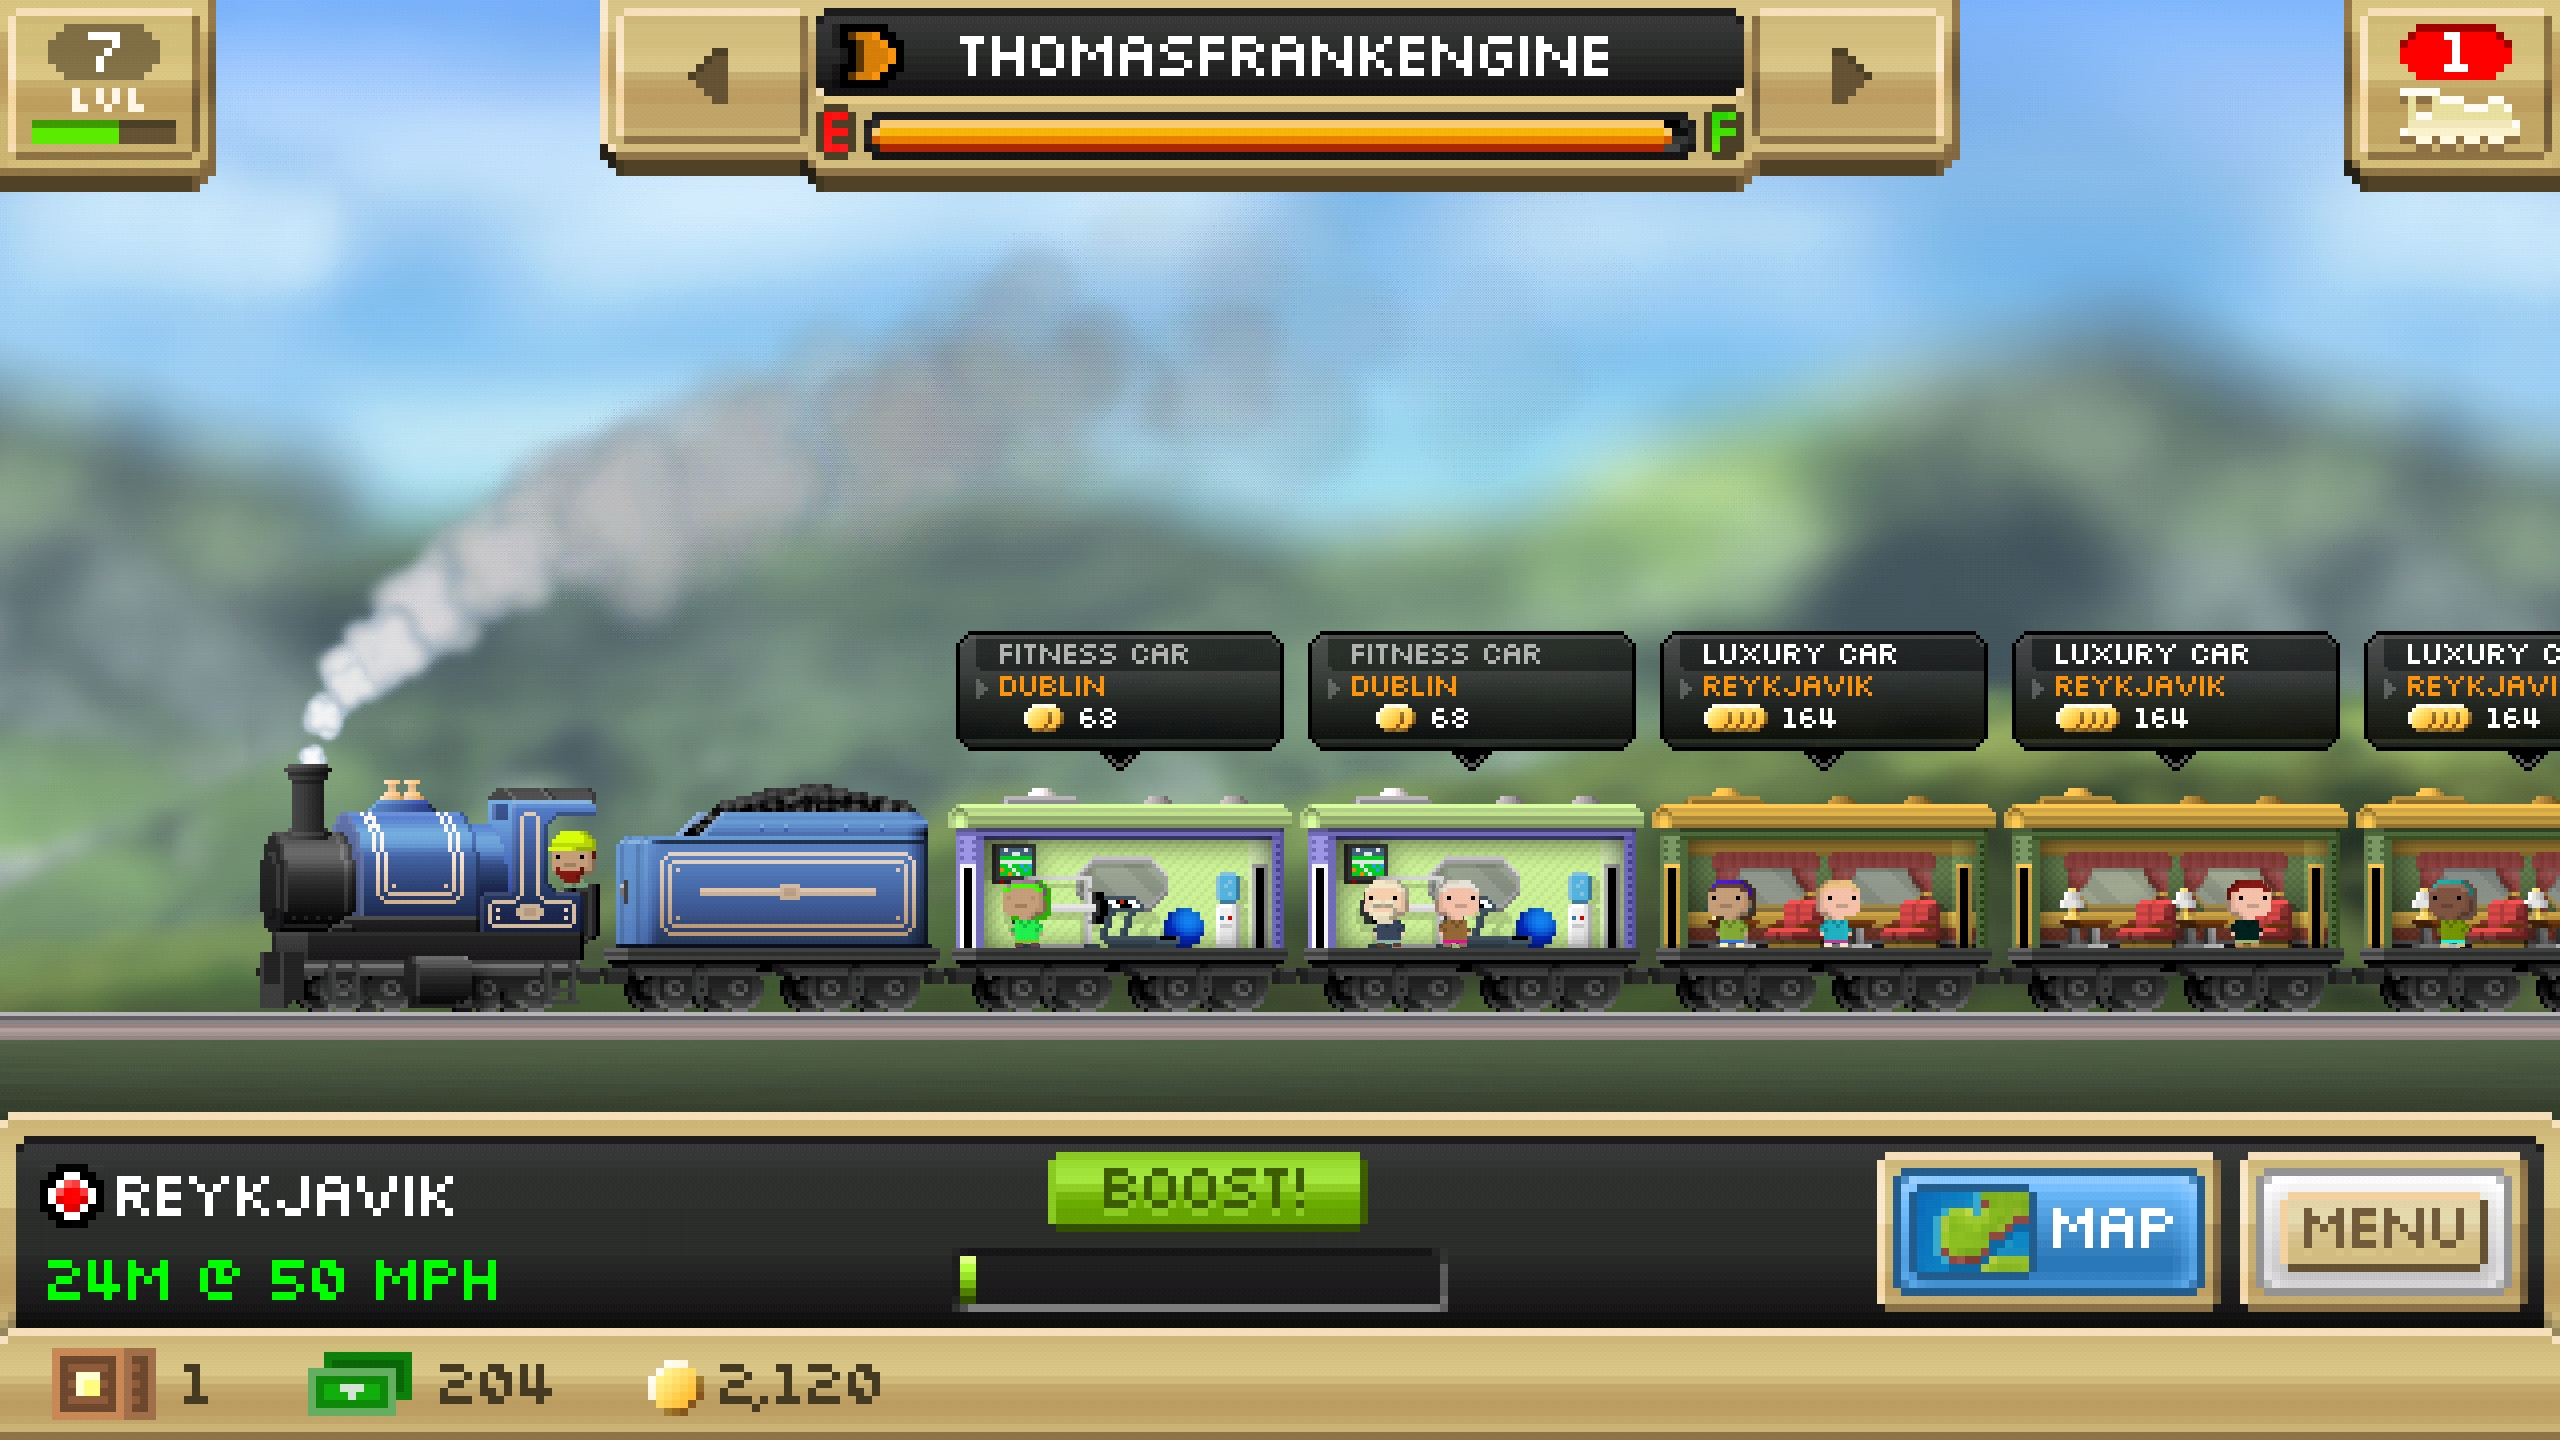 7
LVL
THOMASFRANKENGINE
E
F
1
FITNESS CAR
DUBLIN
68
FITNESS CAR
DUBLIN
68
LUXURY CAR
REYKJAVIK
164
LUXURY CAR
REYKJAVIK
164
LUXURY C
REYKJAVI
164
REYKJAVIK
24M @ 50 MPH
BOOST!
MAP
MENU
1
204
2,120